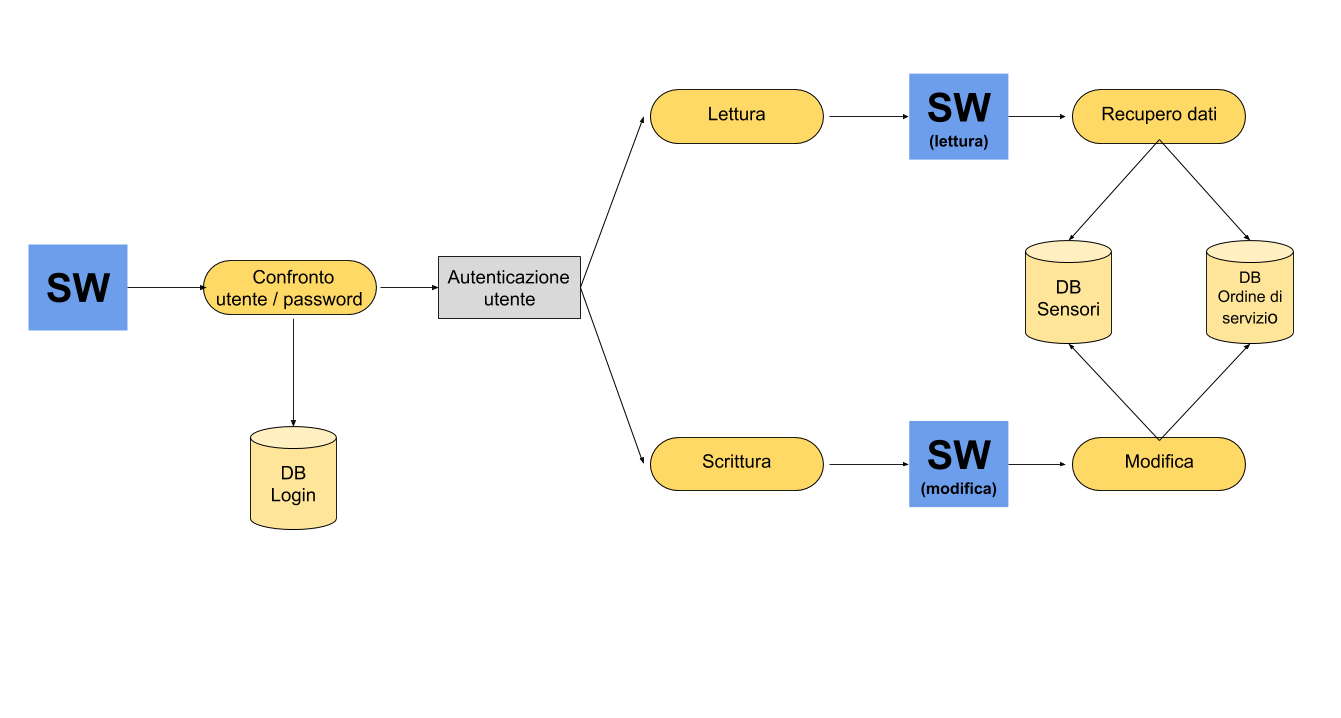 SW
Confronto
utente / password
DB
Login
Autenticazione
utente
Lettura
SW
(lettura)
Recupero dati
DB
Sensori
DB
Ordine di
servizio
Scrittura
SW
(modifica)
Modifica